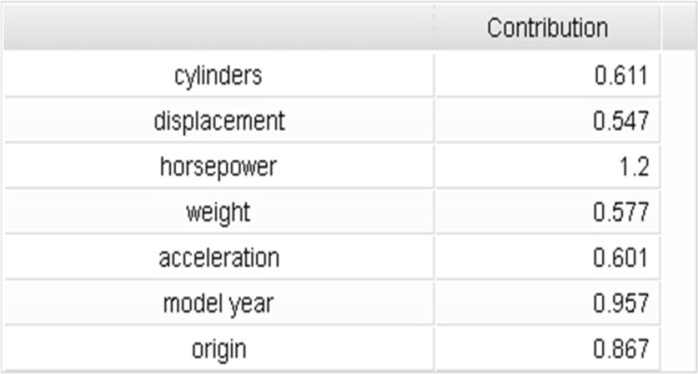 Contribution
cylinders 0.611
displacement 0.547
horsepower 1.2
weight 0.577
acceleration 0.601
model year 0.957
origin 0.867